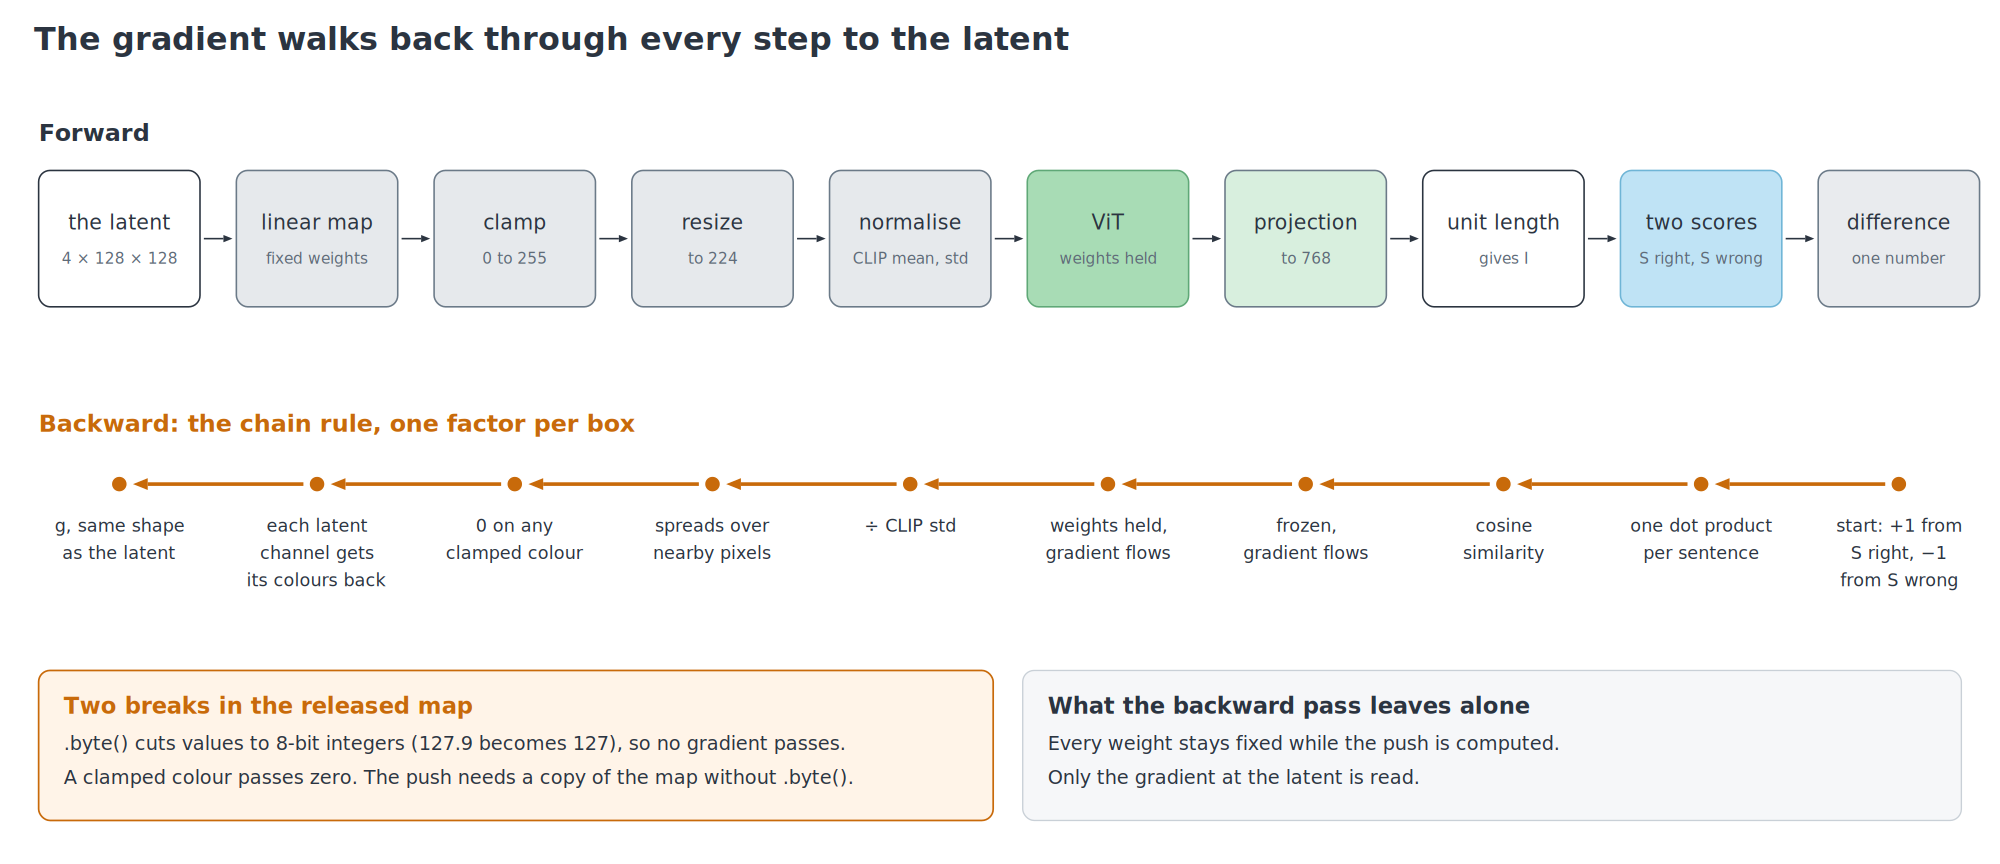 The gradient walks back through every step to the latent
Forward
the latent
4 × 128 × 128
linear map
fixed weights
clamp
0 to 255
resize
to 224
normalise
CLIP mean, std
ViT
weights held
projection
to 768
unit length
gives I
two scores
S right, S wrong
difference
one number
Backward: the chain rule, one factor per box
g, same shape
as the latent
each latent
channel gets
its colours back
0 on any
clamped colour
spreads over
nearby pixels
÷ CLIP std
weights held,
gradient flows
frozen,
gradient flows
cosine
similarity
one dot product
per sentence
start: +1 from
S right, −1
from S wrong
Two breaks in the released map
.byte() cuts values to 8-bit integers (127.9 becomes 127), so no gradient passes.
A clamped colour passes zero. The push needs a copy of the map without .byte().
What the backward pass leaves alone
Every weight stays fixed while the push is computed.
Only the gradient at the latent is read.